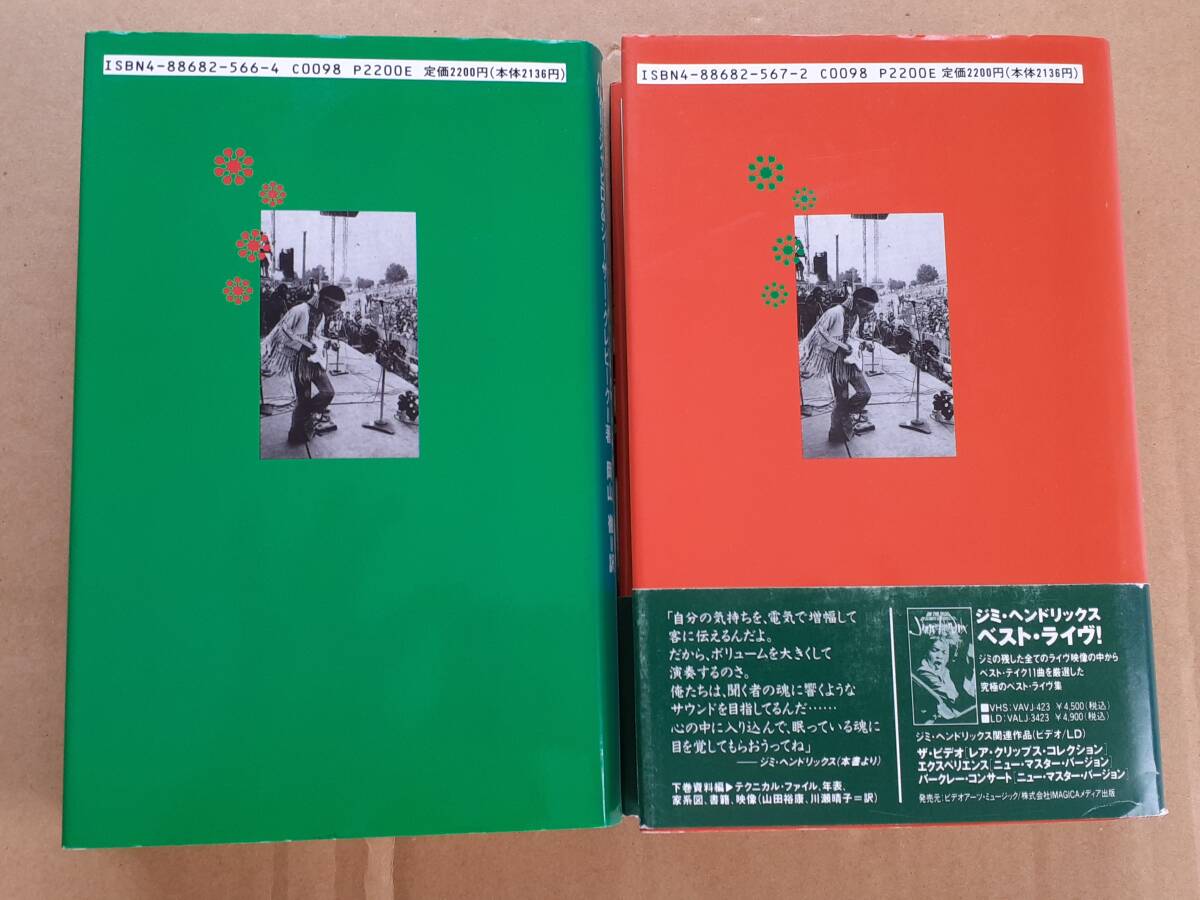 ISBN4-88682-566-4 C0098 P2200E 定価2200円(本体2136円)
ISBN4-88682-567-2 C0098 P2200E 定価2200円(本体2136円)
「自分の気持ちを、電気で増幅して
客に伝えるんだよ。
だから、ボリュームを大きくして
演奏するのさ。
俺たちは、聞く者の魂に響くような
サウンドを目指してるんだ……
心の中に入り込んで、眠っている魂に
目を覚してもらおうってね」
——ジミ・ヘンドリックス(本書より)
下巻資料編▶テクニカル・ファイル、年表、
家系図、書籍、映像(山田裕康、川瀬晴子=訳)
ジミ・ヘンドリックス
ベスト・ライヴ!
ジミの残した全てのライヴ映像の中から
ベスト・テイク11曲を厳選した
究極のベスト・ライヴ集
■VHS:VAVJ-423 ¥4,500(税込)
■LD:VALJ-3423 ¥4,900(税込)
ジミ・ヘンドリックス関連作品(ビデオ/LD)
ザ・ビデオ[レア・クリップス・コレクション]
エクスペリエンス[ニュー・マスター・バージョン]
バークレー・コンサート[ニュー・マスター・バージョン]
発売元:ビデオアーツ・ミュージック/株式会社IMAGICAメディア出版